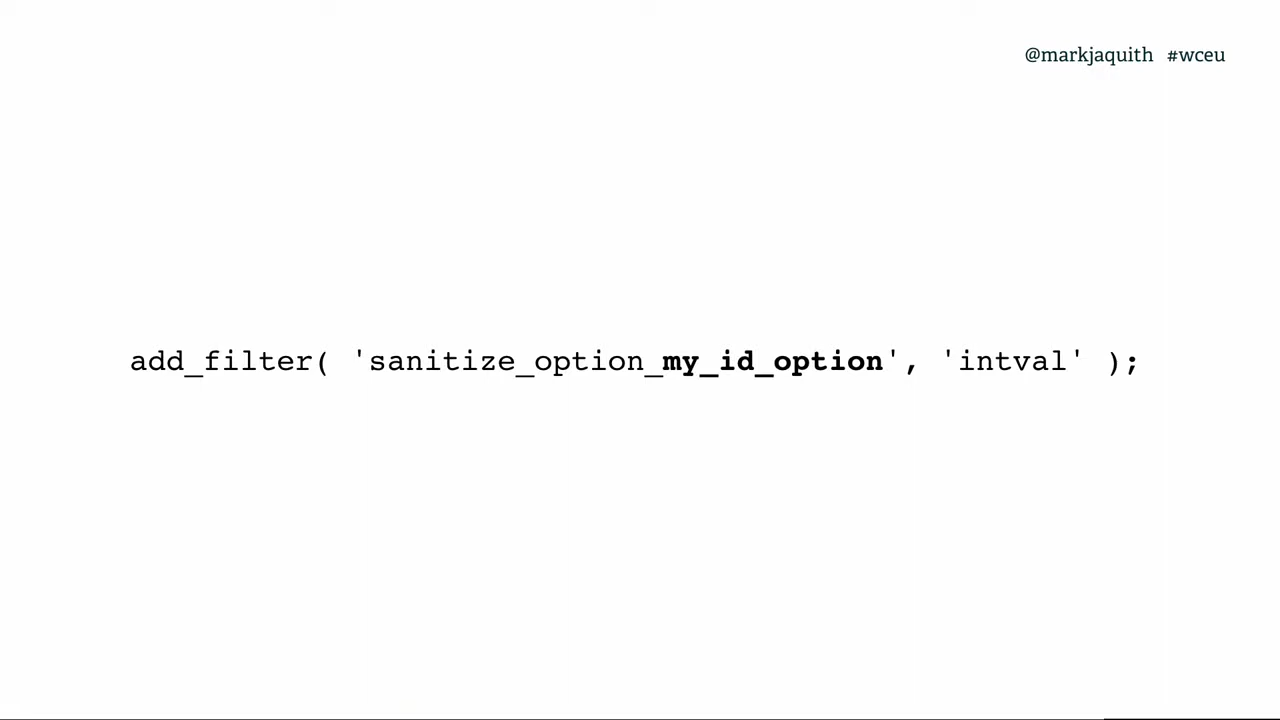 @markjaquith #wceu
add_filter( 'sanitize_option_my_id_option', 'intval' );